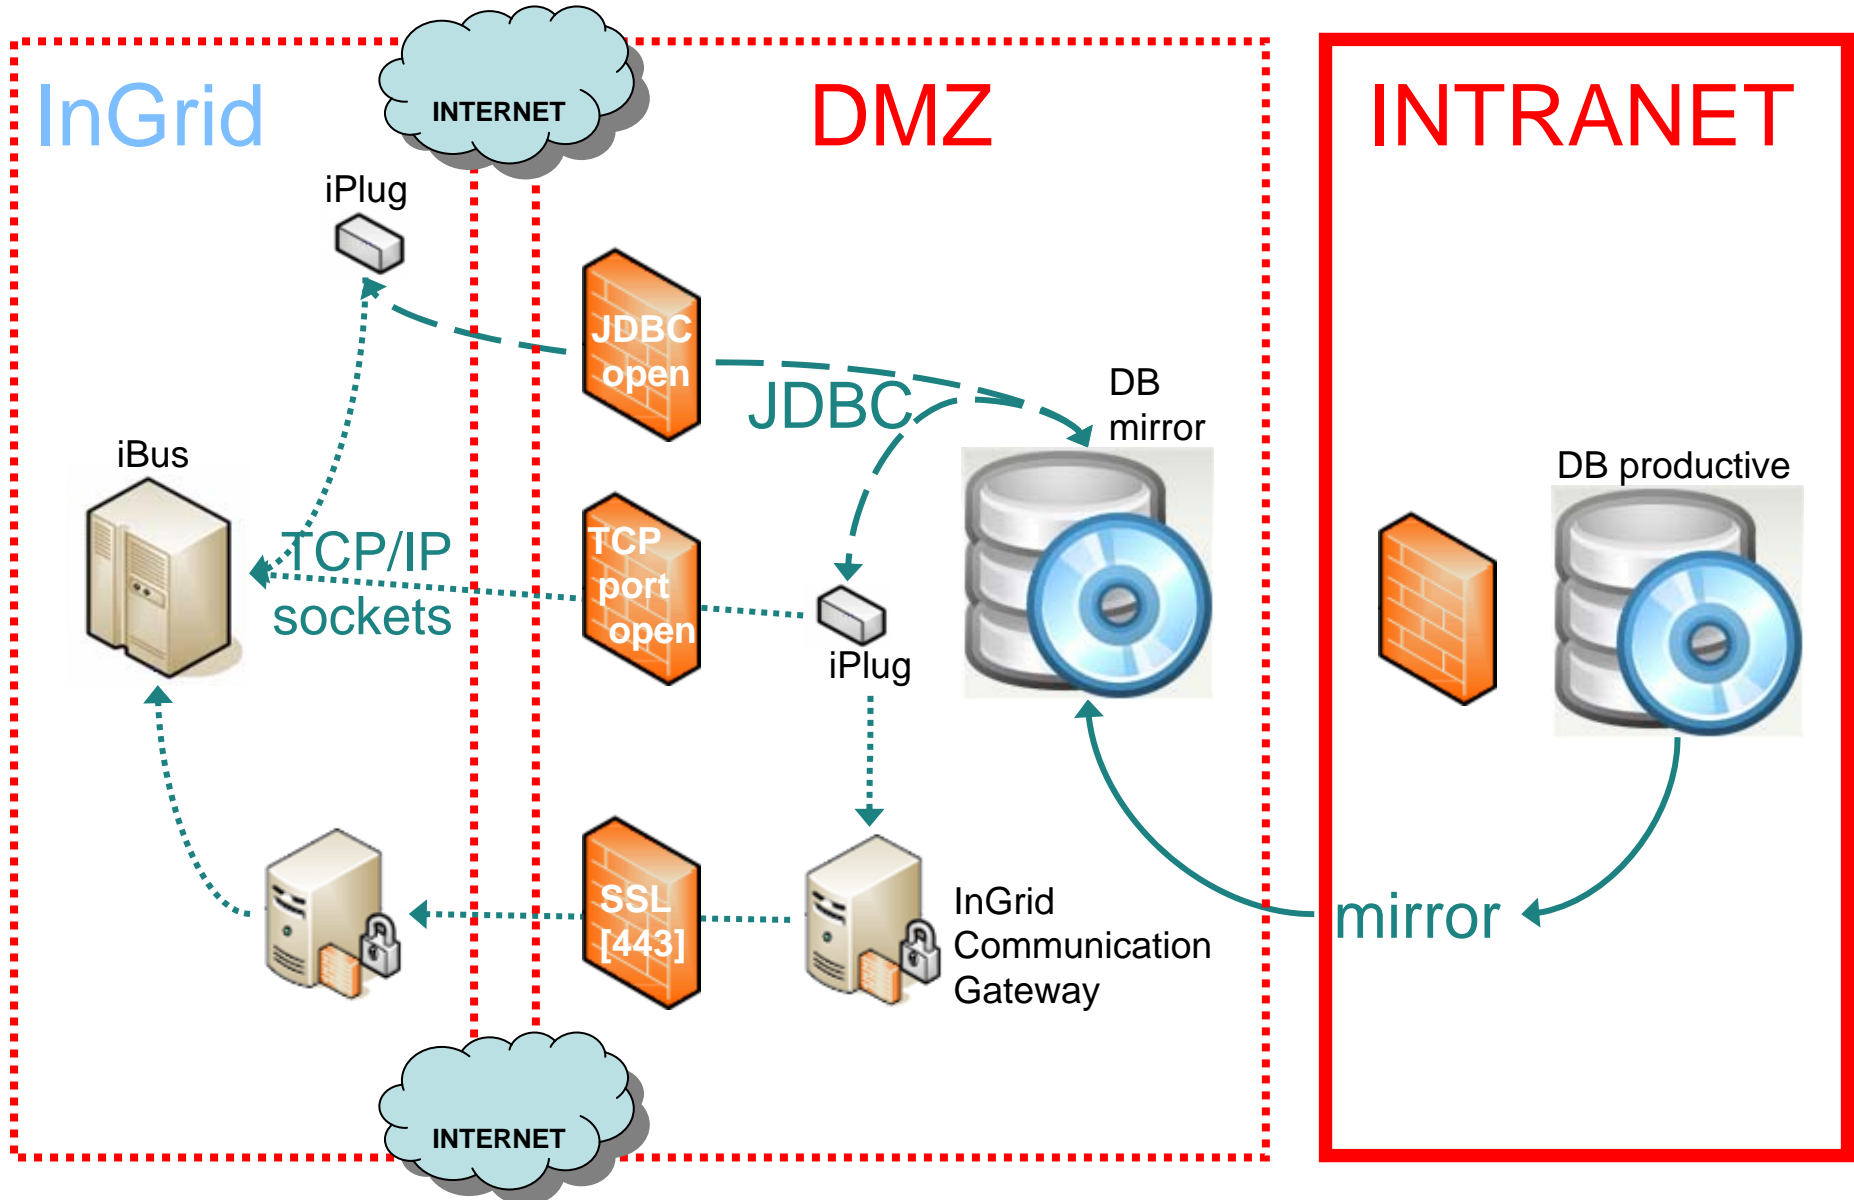 INTERNET
InGrid
DMZ
INTRANET
iPlug
JDBC
open
JDBC
DB
mirror
iBus
DB productive
TCP/IP
sockets
TCP
port
open
iPlug
SSL
[443]
InGrid
Communication
Gateway
mirror
INTERNET